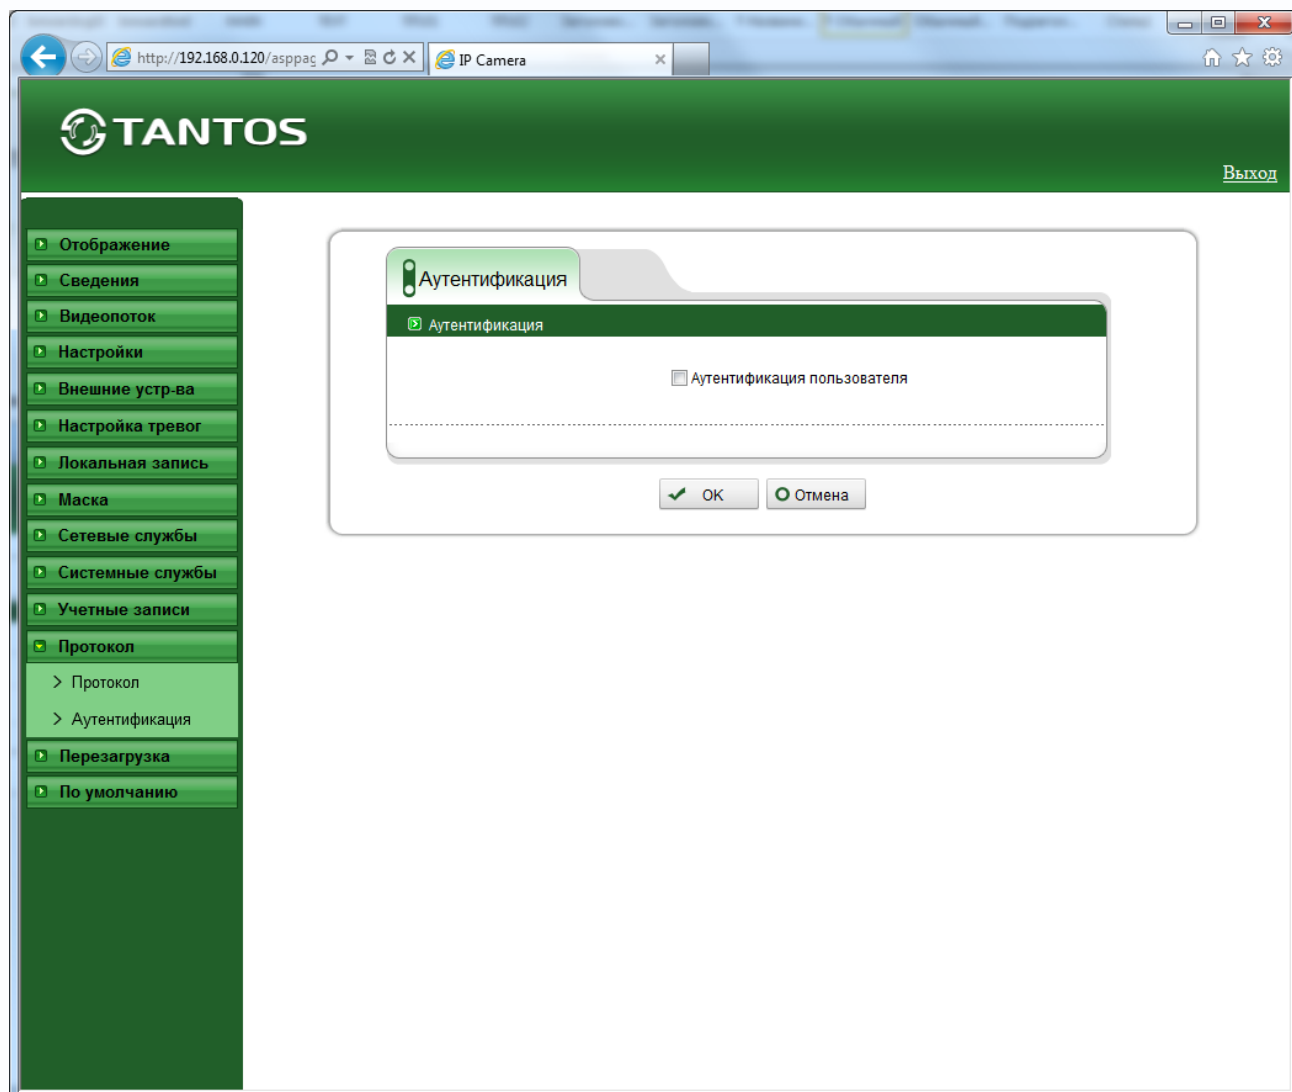 http://192.168.0.120/asppag
IP Camera
TANTOS
Выход
Отображение
Сведения
Видеопоток
Настройки
Внешние устр-ва
Настройка тревог
Локальная запись
Маска
Сетевые службы
Системные службы
Учетные записи
Протокол
Протокол
Аутентификация
Перезагрузка
По умолчанию
Аутентификация
Аутентификация
Аутентификация пользователя
OK
Отмена